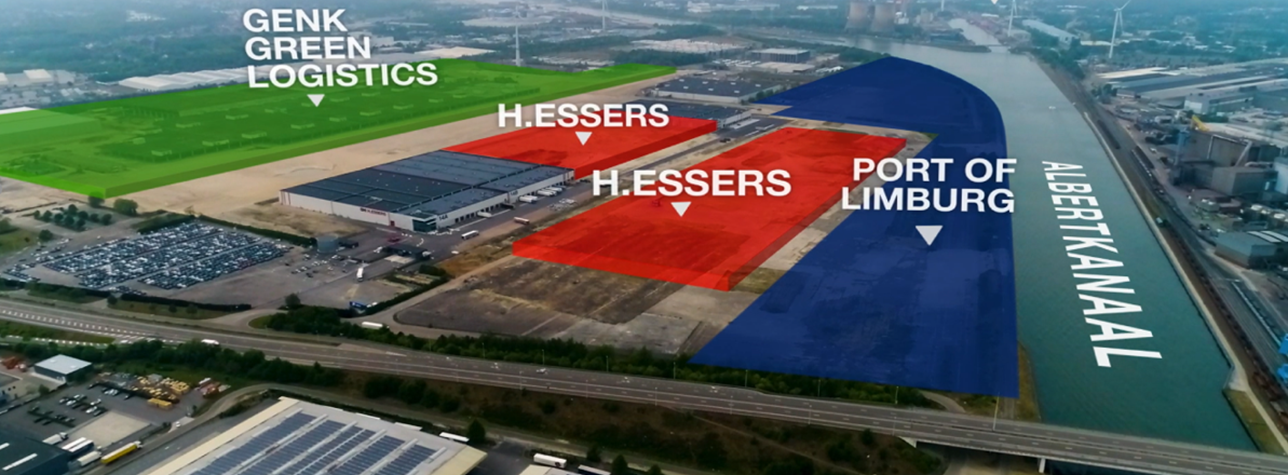 GENK
GREEN
LOGISTICS
H.ESSERS
H.ESSERS
PORT OF
LIMBURG
ALBERTKANAAL